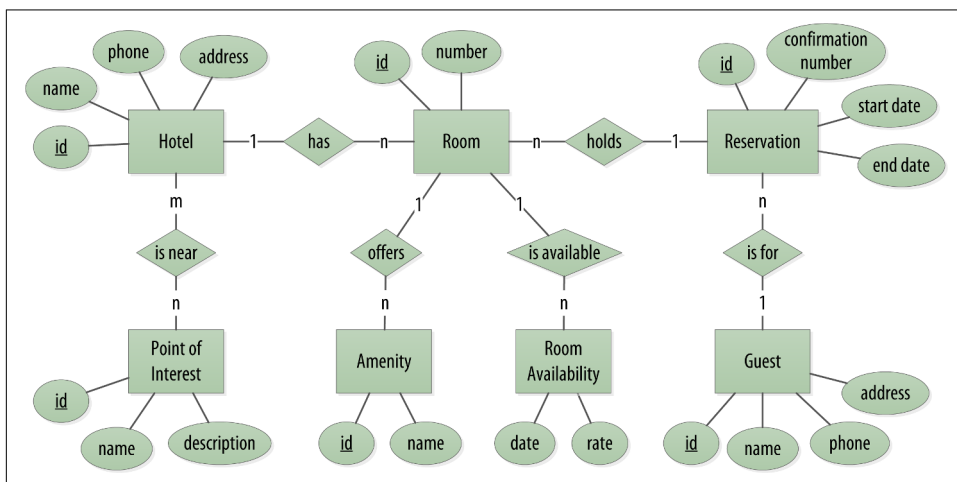 phone
address
name
id
Hotel
1
has
n
id
number
Room
n
holds
1
id
confirmation
number
start date
end date
Reservation
m
is near
n
1
offers
n
1
is available
n
n
is for
1
Point of
Interest
id
name
description
Amenity
id
name
Room
Availability
date
rate
Guest
address
id
name
phone